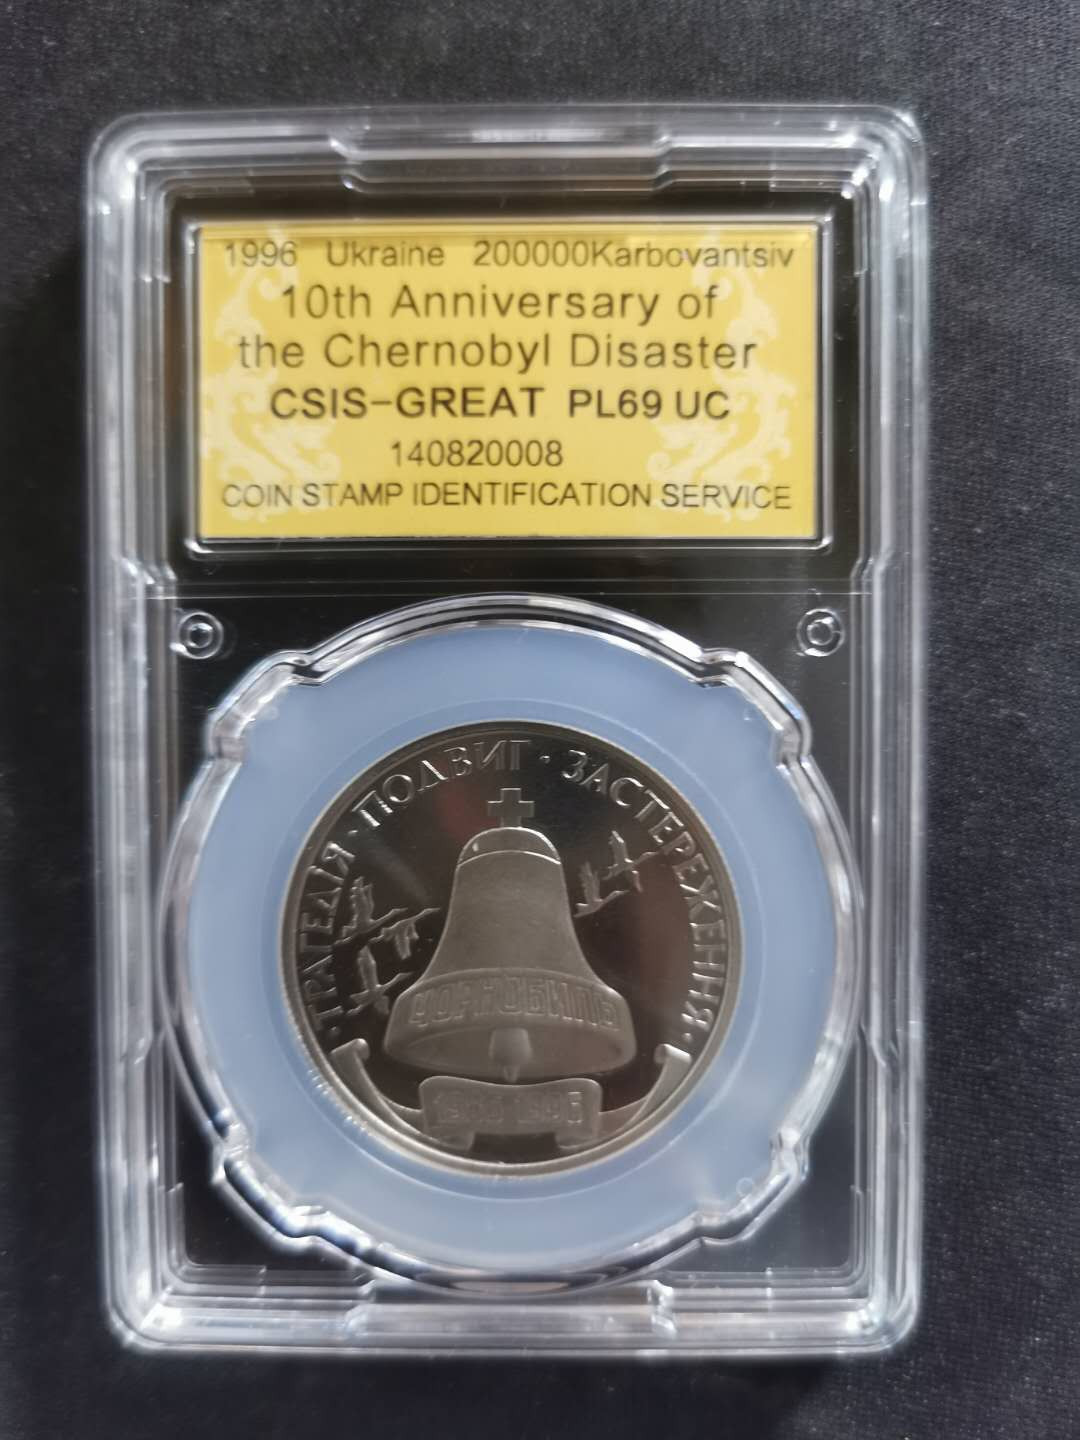 1996 Ukraine 200000Karbovantsiv
10th Anniversary of
the Chernobyl Disaster
CSIS-GREAT PL69 UC
140820008
COIN STAMP IDENTIFICATION SERVICE
·ТРАГЕДІЯ·ПОДВИГ·ЗАСТЕРЕЖЕННЯ·
ЧОРНОБИЛЬ